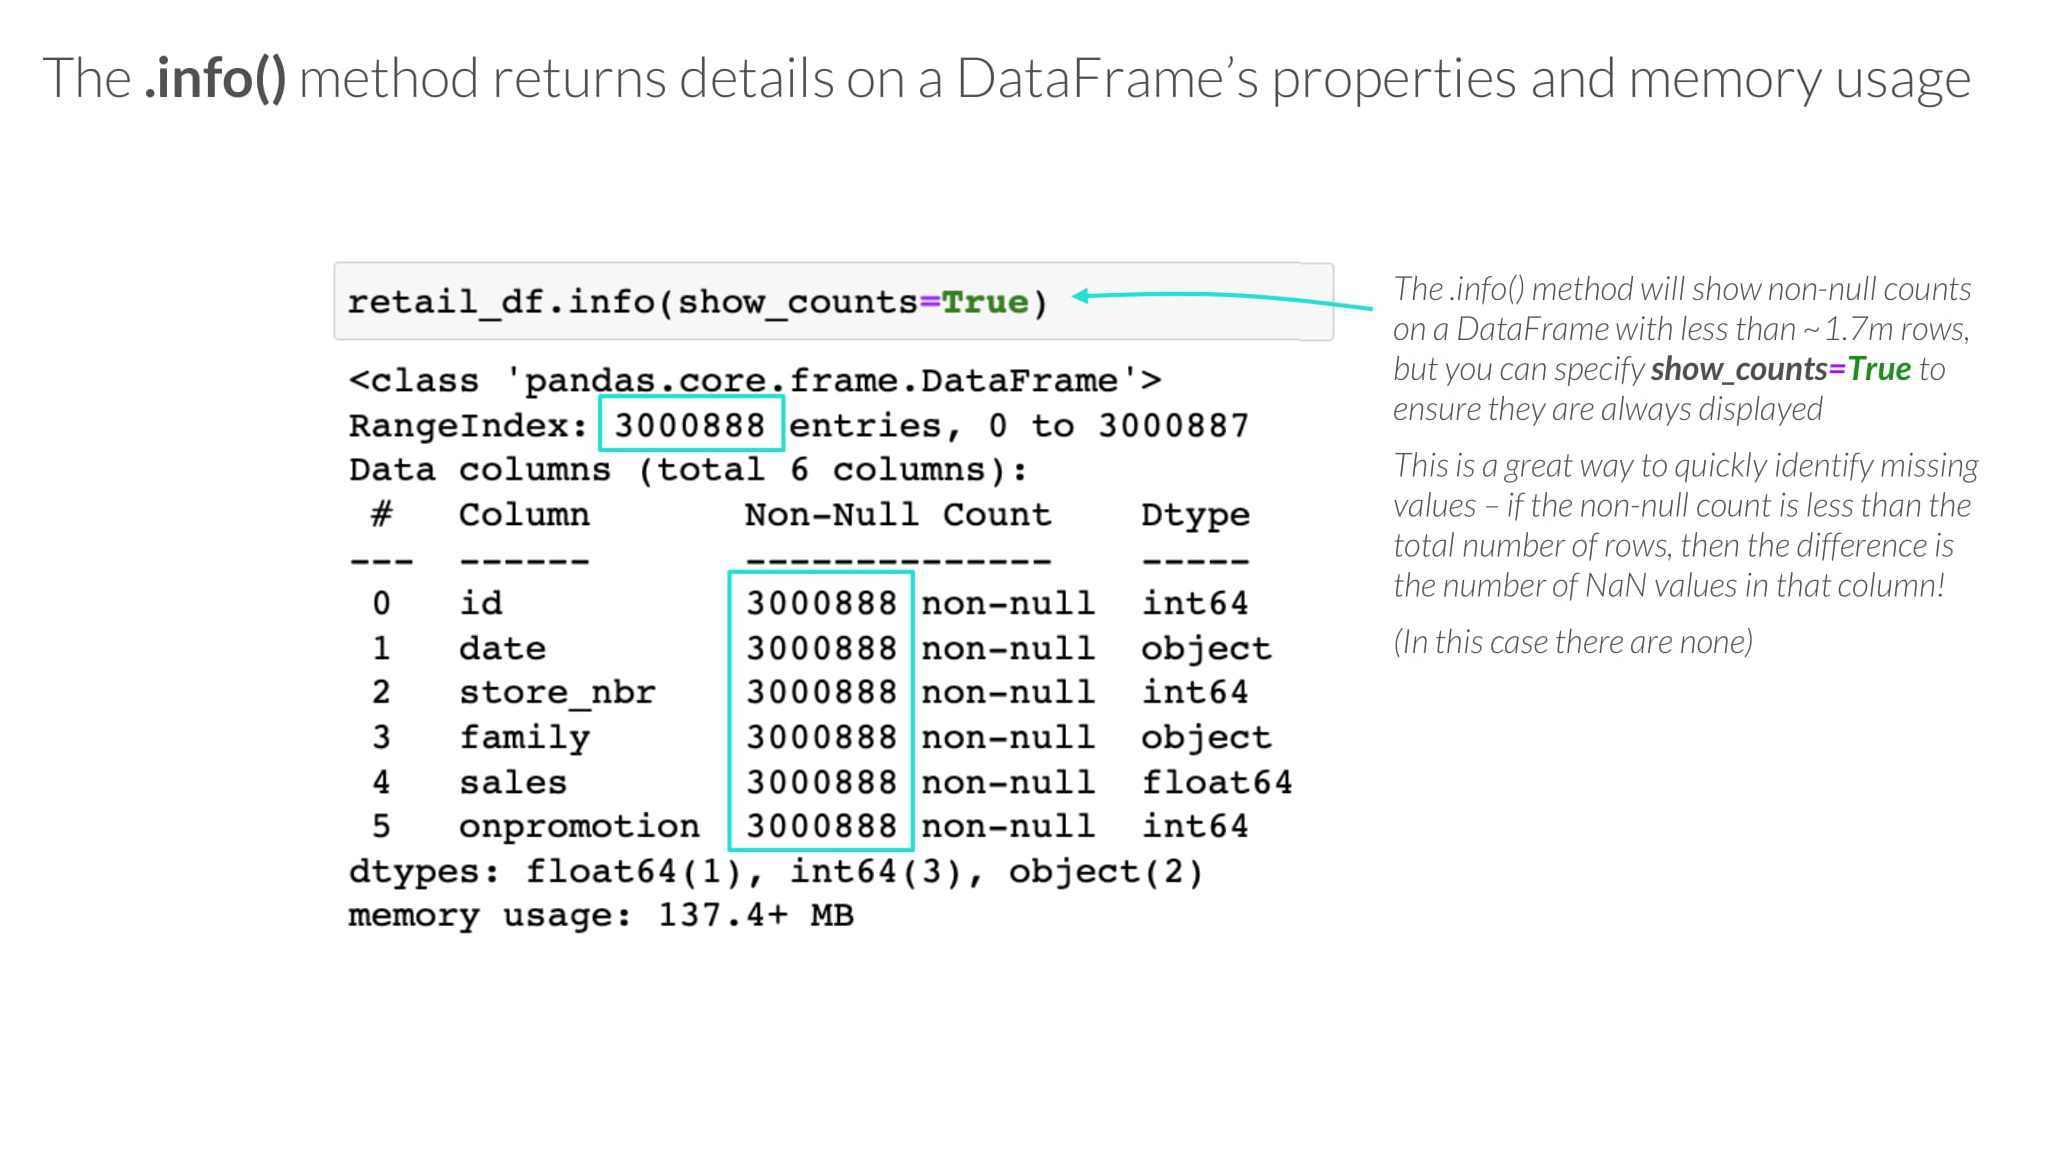 The .info() method returns details on a DataFrame’s properties and memory usage
retail_df.info(show_counts=True)
<class 'pandas.core.frame.DataFrame'>
RangeIndex: 3000888 entries, 0 to 3000887
Data columns (total 6 columns):
#   Column       Non-Null Count    Dtype
---  ------       --------------    -----
0   id           3000888 non-null  int64
1   date         3000888 non-null  object
2   store_nbr    3000888 non-null  int64
3   family       3000888 non-null  object
4   sales        3000888 non-null  float64
5   onpromotion  3000888 non-null  int64
dtypes: float64(1), int64(3), object(2)
memory usage: 137.4+ MB
The .info() method will show non-null counts
on a DataFrame with less than ~1.7m rows,
but you can specify show_counts=True to
ensure they are always displayed
This is a great way to quickly identify missing
values – if the non-null count is less than the
total number of rows, then the difference is
the number of NaN values in that column!
(In this case there are none)